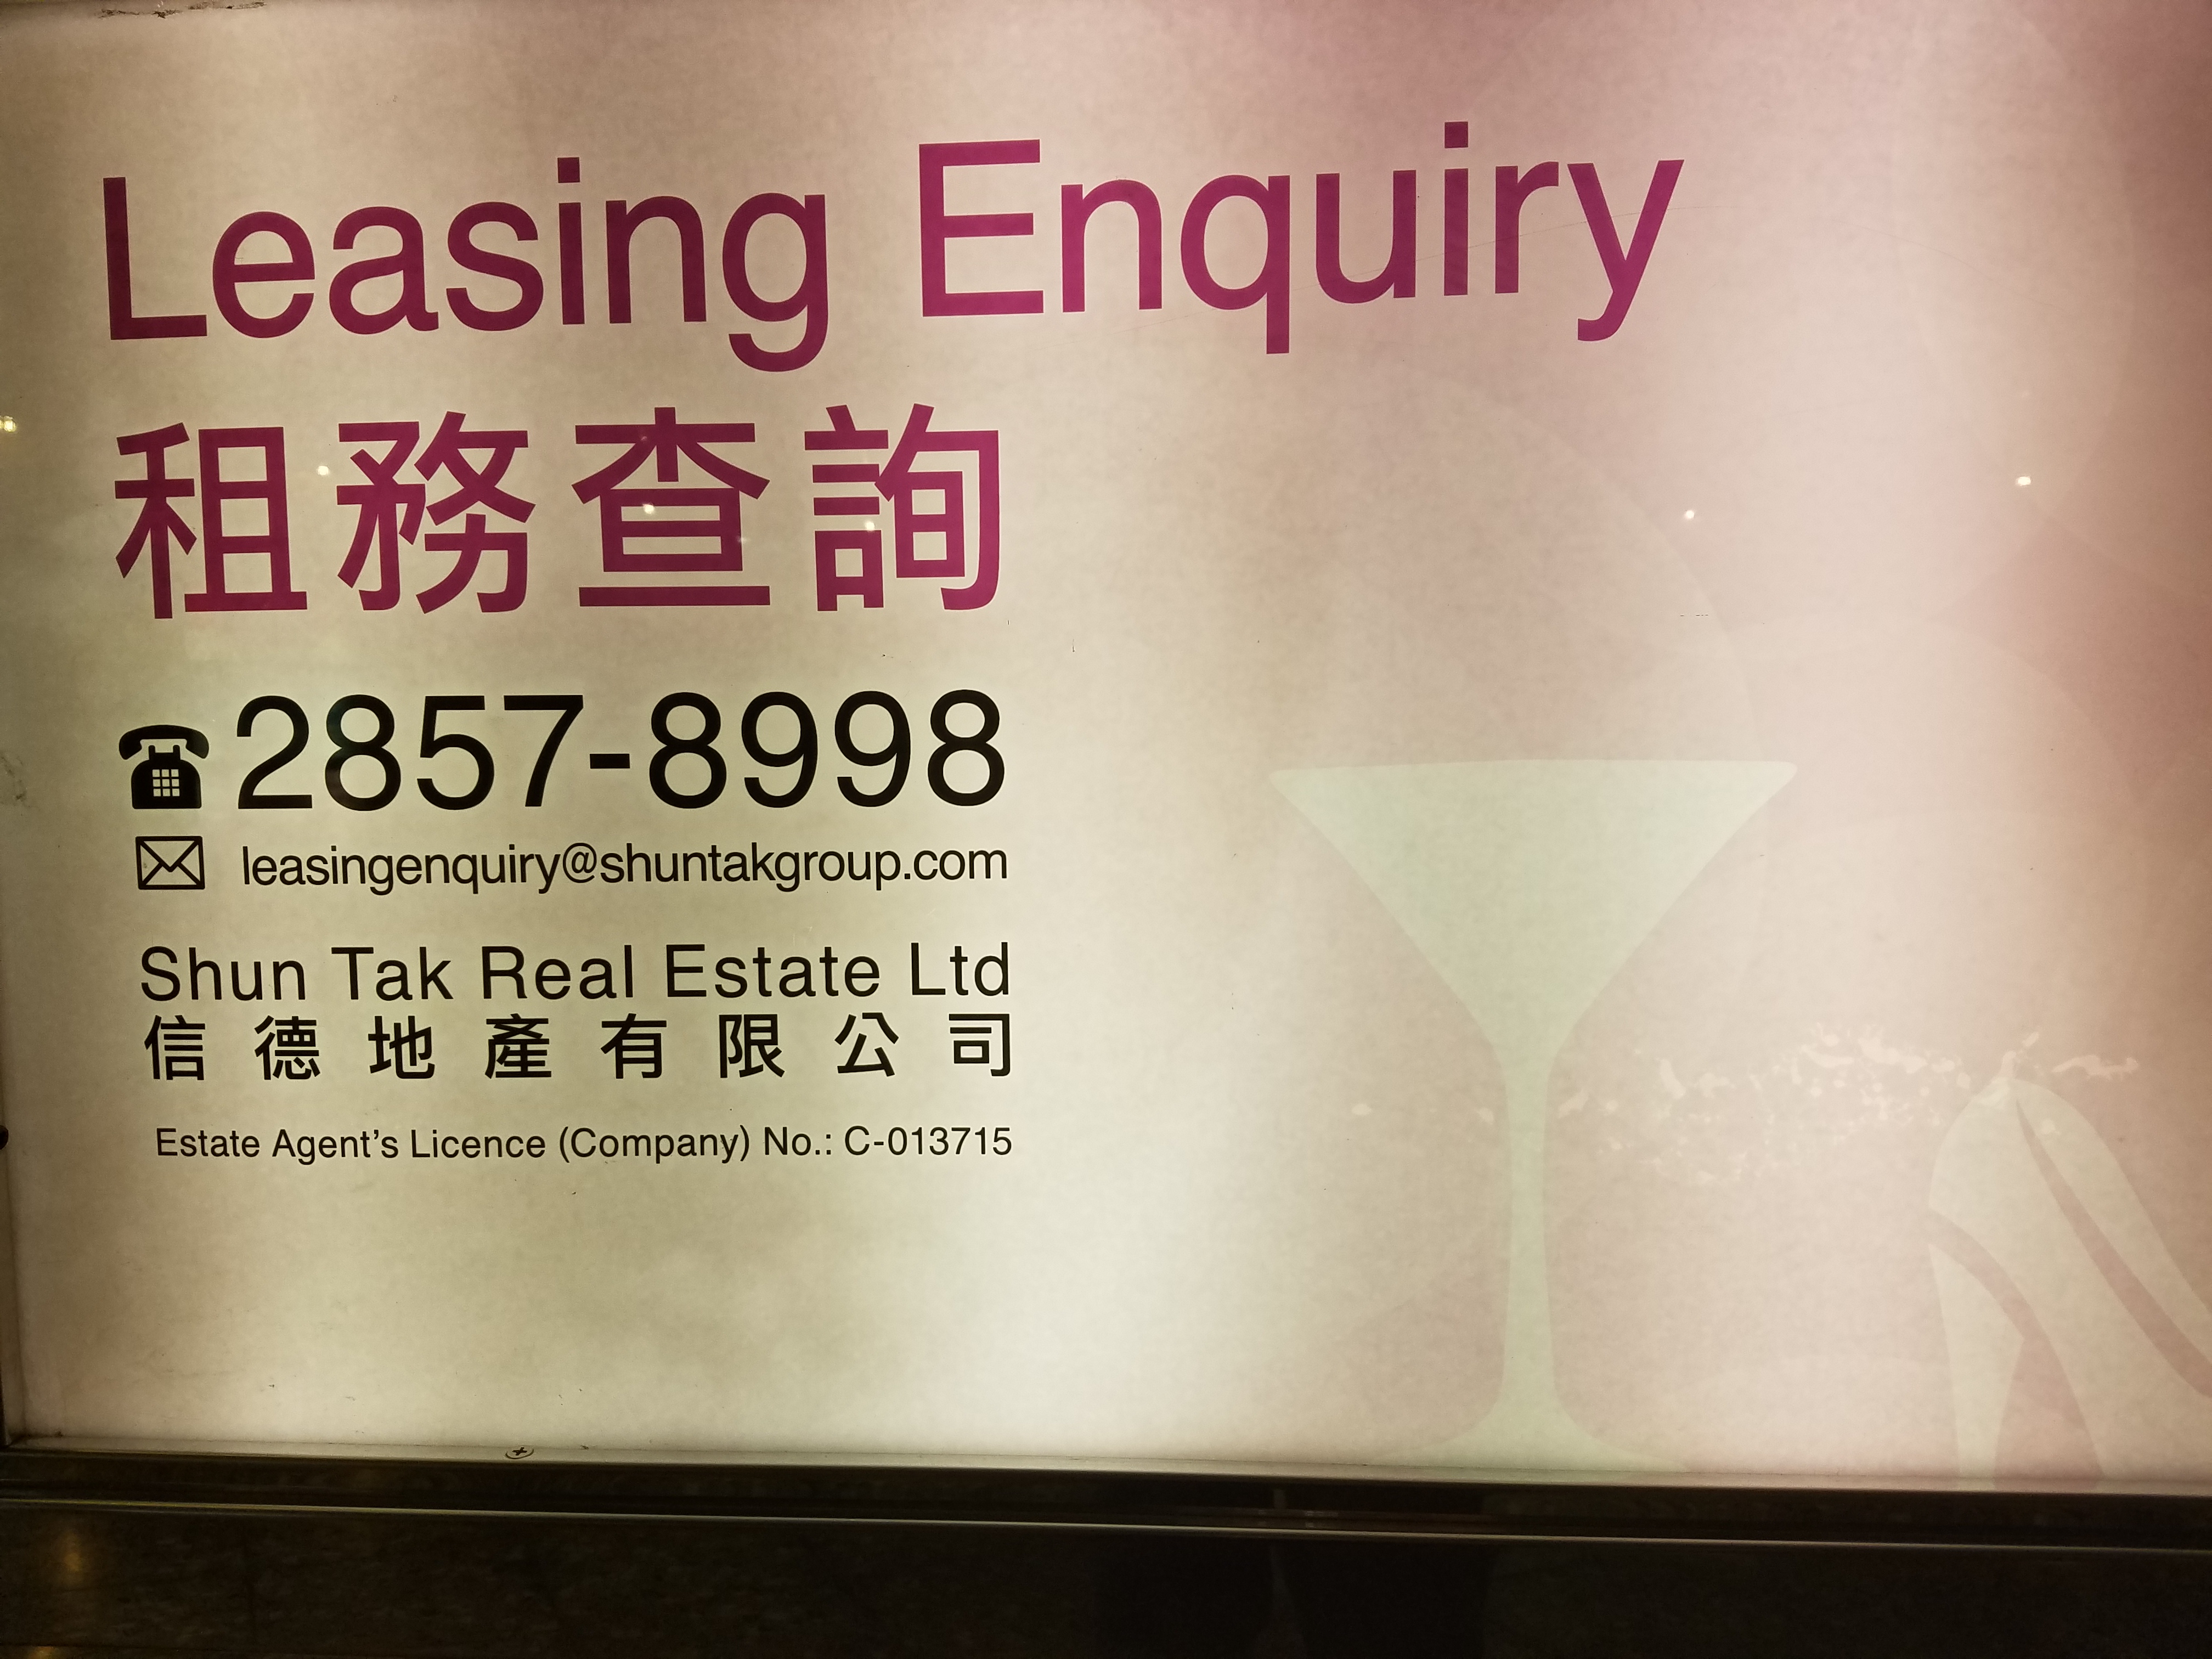 Leasing Enquiry
租務查詢
2857-8998
leasingenquiry@shuntakgroup.com
Shun Tak Real Estate Ltd
信德地產有限公司
Estate Agent’s Licence (Company) No.: C-013715